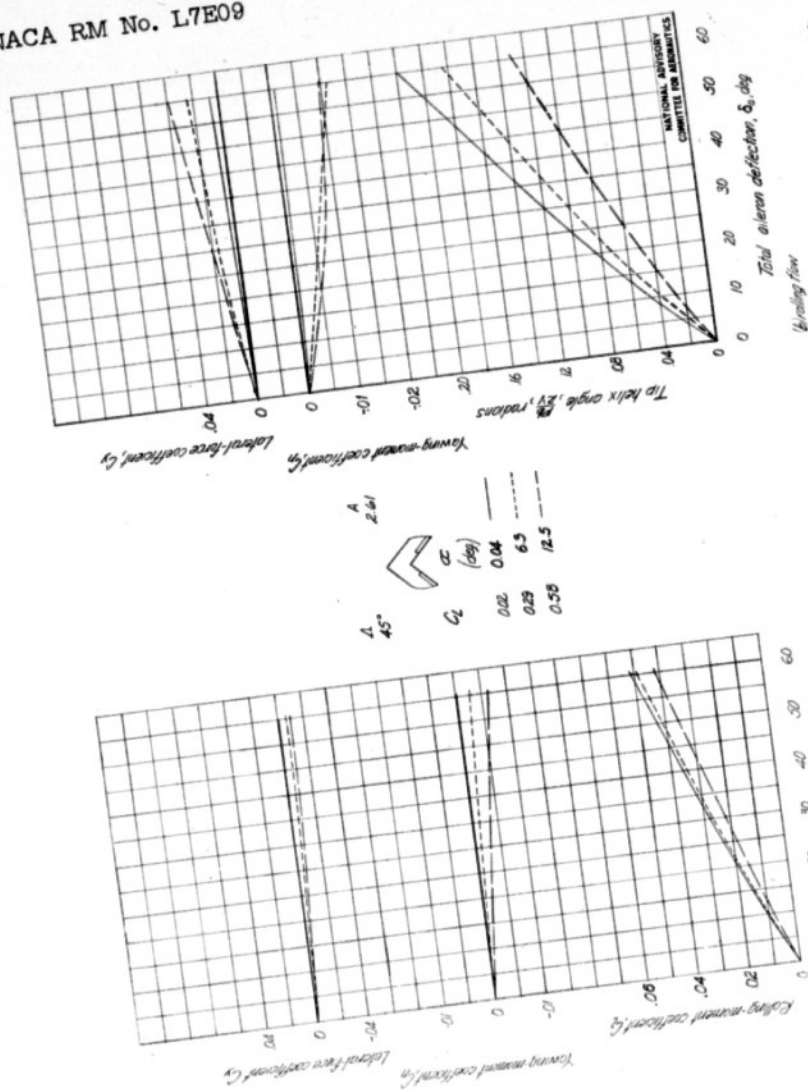 NACA RM No. L7E09
Lateral-force coefficient, Cy
.04
0
Yawing-moment coefficient, Cn
0
-.01
-.02
Tip helix angle, pb/2V, radians
.20
.16
.12
.08
.04
0
0 10 20 30 40 50 60
Total aileron deflection, δa, deg
NATIONAL ADVISORY
COMMITTEE FOR AERONAUTICS
Whirling flow
Λ A
45° 2.61
CL α
(deg)
0.02 0.04
0.29 6.3
0.58 12.5
Lateral-force coefficient, Cy
.04
0
-.04
Yawing-moment coefficient, Cn
0
-.01
Rolling-moment coefficient, Cl
.06
.04
.02
0
30 40 50 60